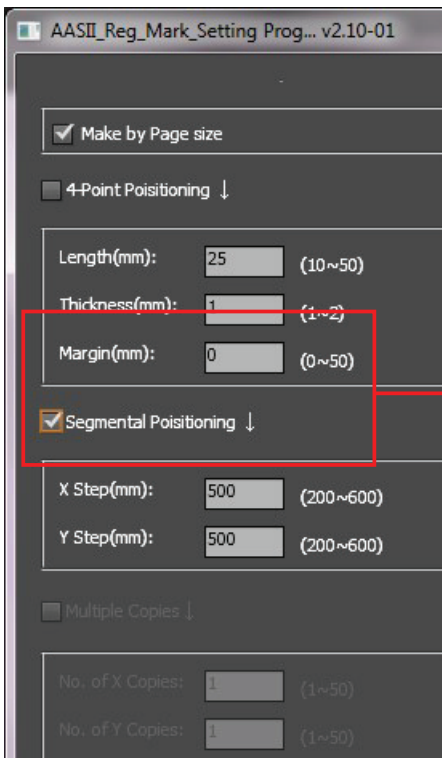 AASII_Reg_Mark_Setting Prog... v2.10-01
Make by Page size
4-Point Poisitioning ↓
Length(mm): 25 (10~50)
Thickness(mm): 1 (1~2)
Margin(mm): 0 (0~50)
Segmental Poisitioning ↓
X Step(mm): 500 (200~600)
Y Step(mm): 500 (200~600)
Multiple Copies ↓
No. of X Copies: 1 (1~50)
No. of Y Copies: 1 (1~50)